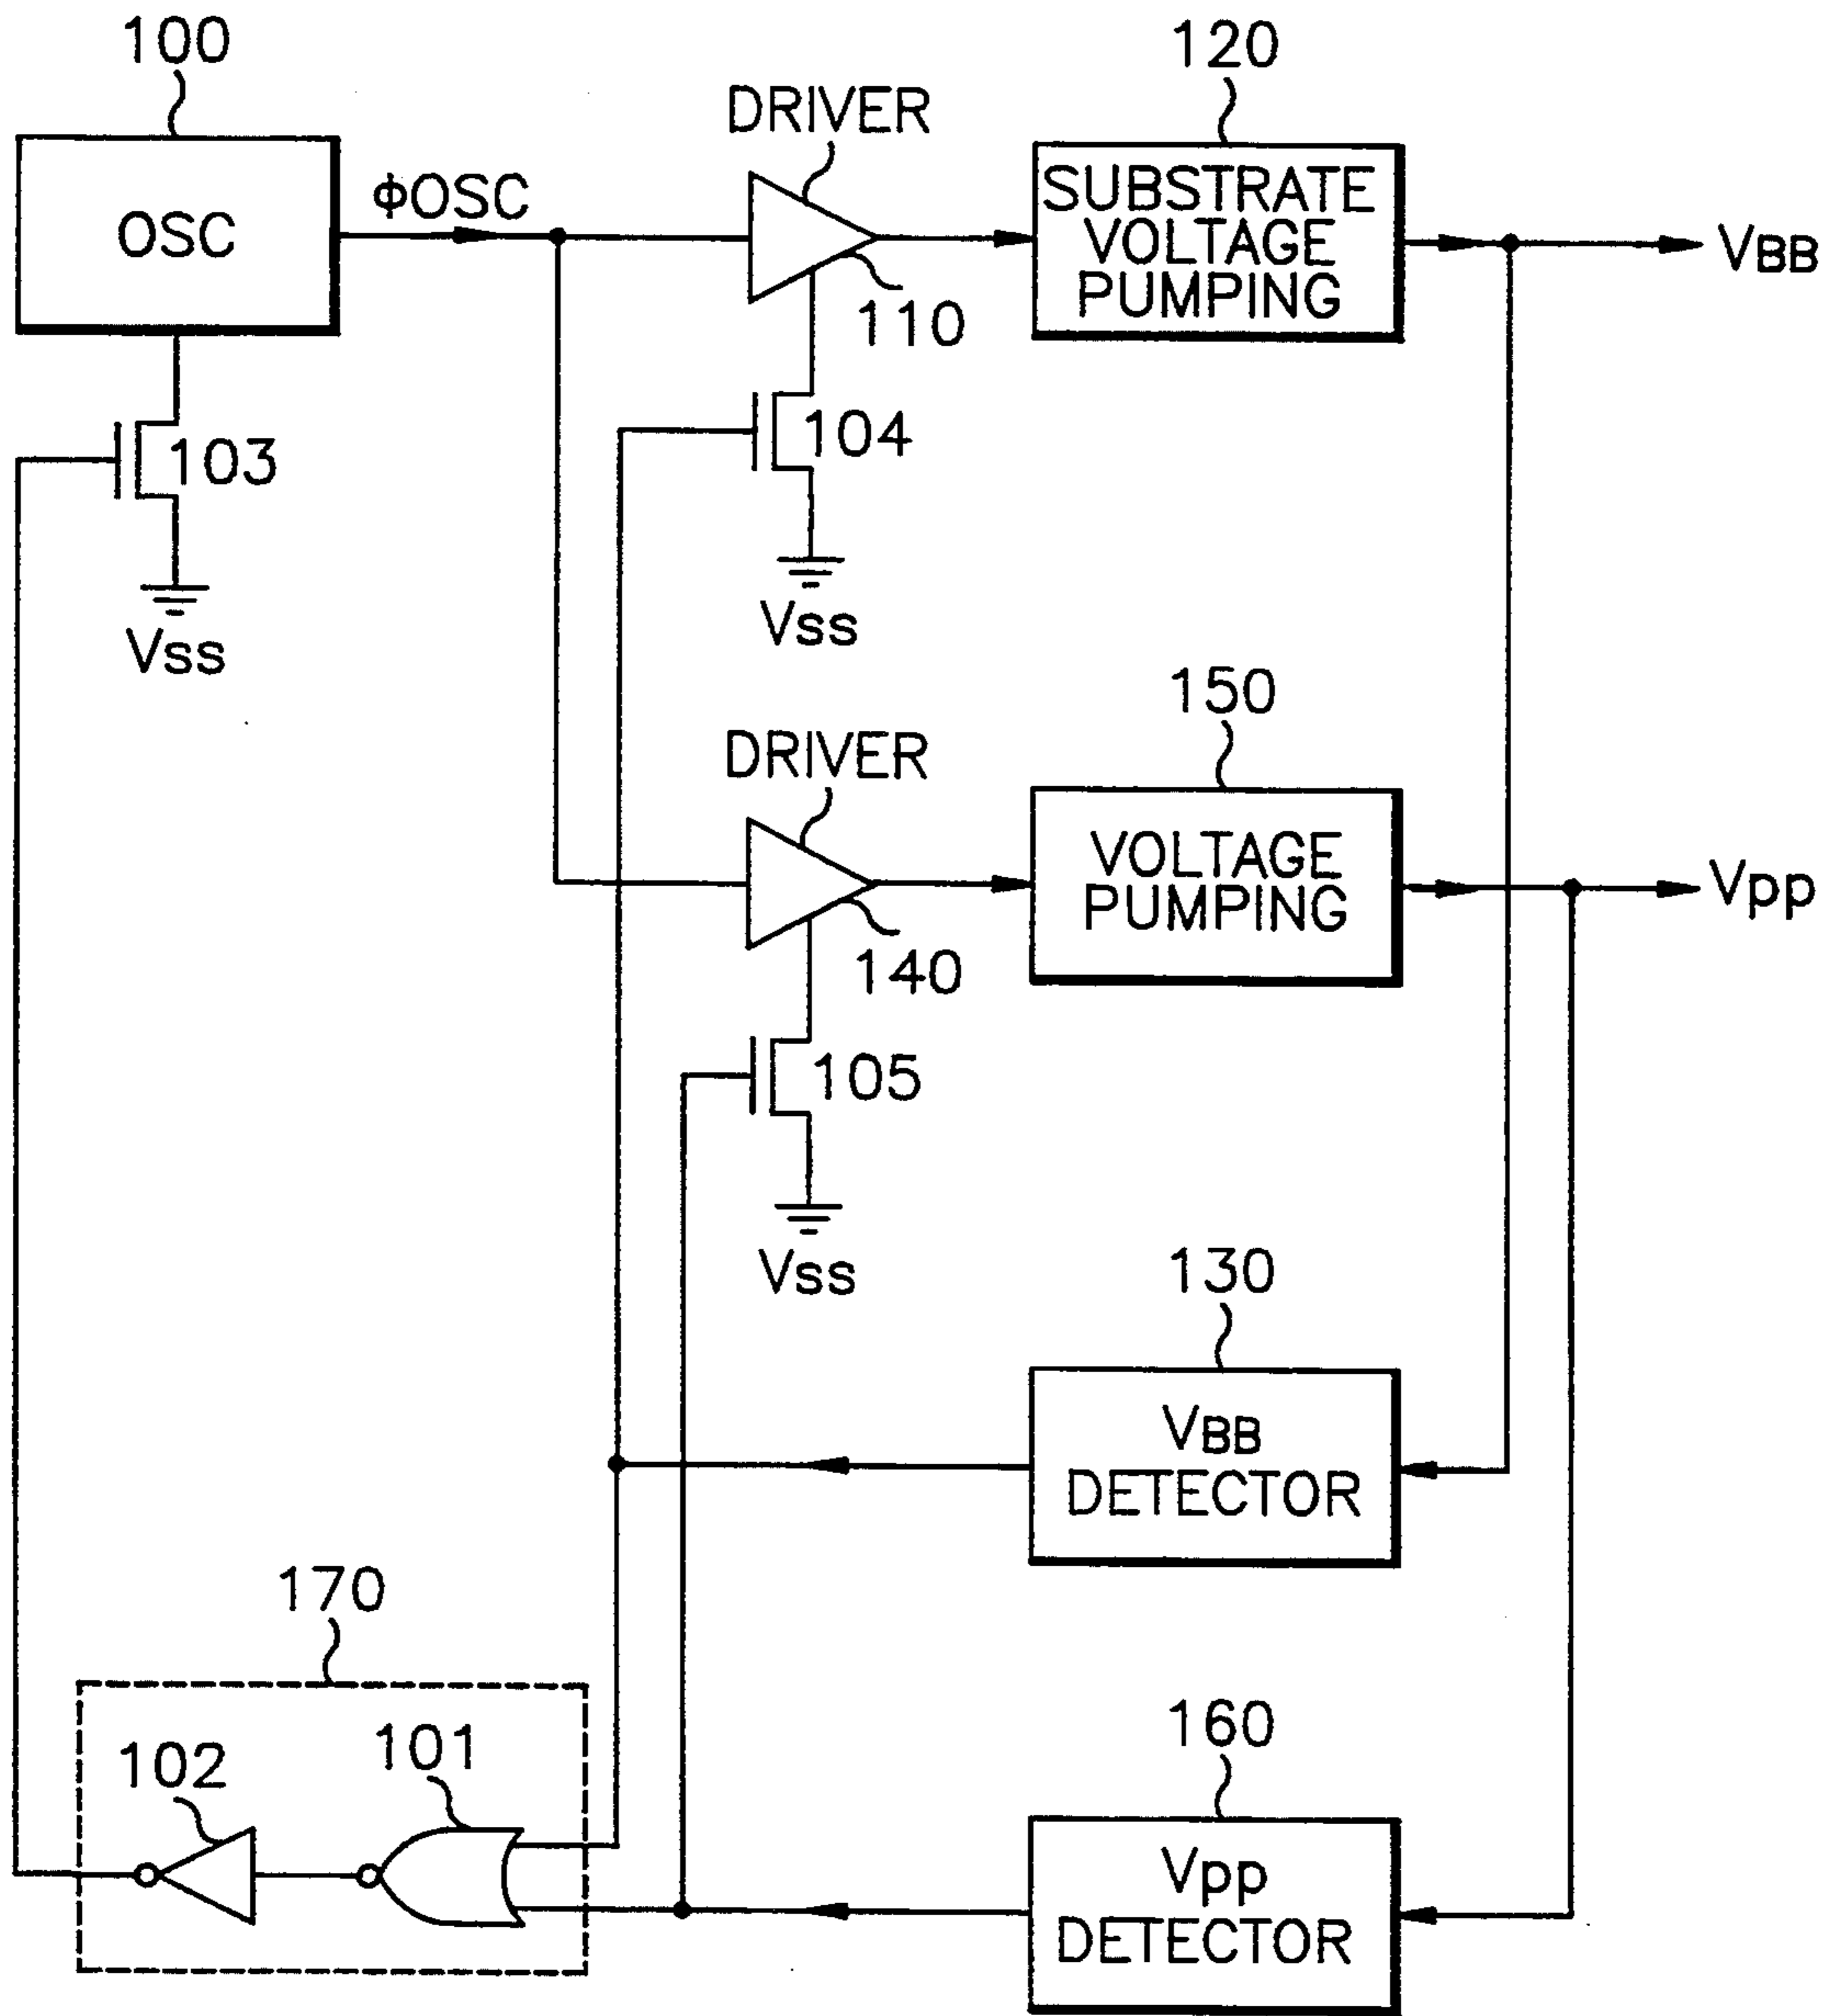 100
120
DRIVER
OSC
ΦOSC
SUBSTRATE
VOLTAGE
PUMPING
VBB
110
103
104
Vss
Vss
150
DRIVER
VOLTAGE
PUMPING
Vpp
140
105
Vss
130
VBB
DETECTOR
170
160
102
101
Vpp
DETECTOR